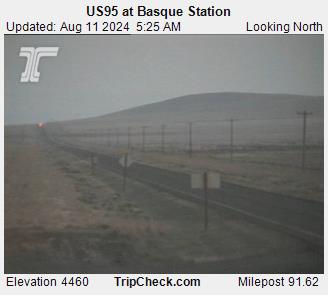 US95 at Basque Station
Updated: Aug 11 2024 5:25 AM Looking North
Elevation 4460 TripCheck.com Milepost 91.62